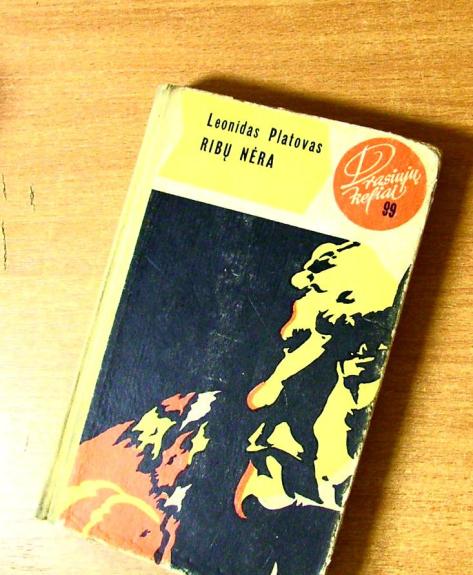 Leonidas Platovas
RIBŲ NĖRA
Drąsiųjų
keliai
99